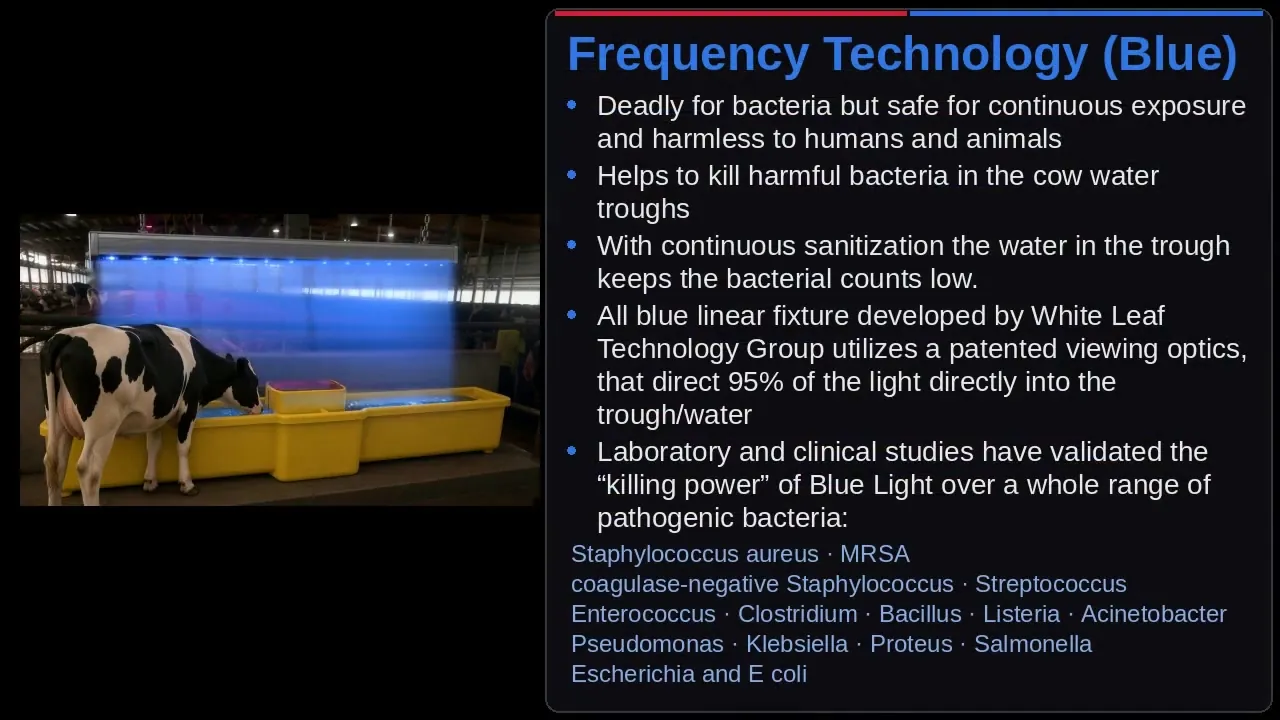 Frequency Technology (Blue)
Deadly for bacteria but safe for continuous exposure
and harmless to humans and animals
Helps to kill harmful bacteria in the cow water
troughs
With continuous sanitization the water in the trough
keeps the bacterial counts low.
All blue linear fixture developed by White Leaf
Technology Group utilizes a patented viewing optics,
that direct 95% of the light directly into the
trough/water
Laboratory and clinical studies have validated the
“killing power” of Blue Light over a whole range of
pathogenic bacteria:
Staphylococcus aureus · MRSA
coagulase-negative Staphylococcus · Streptococcus
Enterococcus · Clostridium · Bacillus · Listeria · Acinetobacter
Pseudomonas · Klebsiella · Proteus · Salmonella
Escherichia and E coli